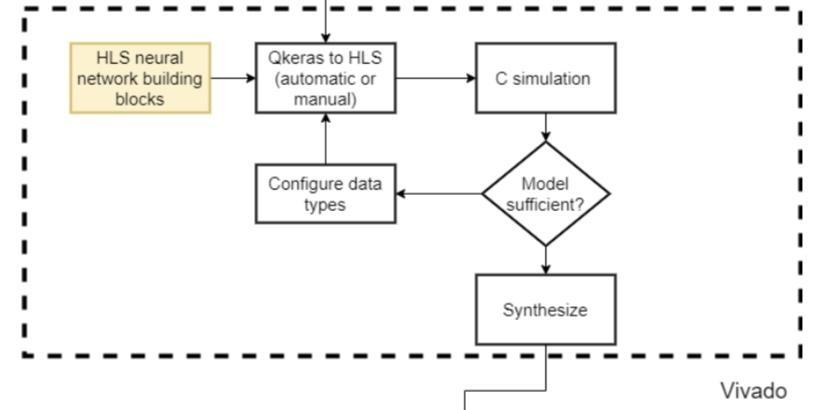 HLS neural
network building
blocks
Qkeras to HLS
(automatic or
manual)
C simulation
Configure data
types
Model
sufficient?
Synthesize
Vivado